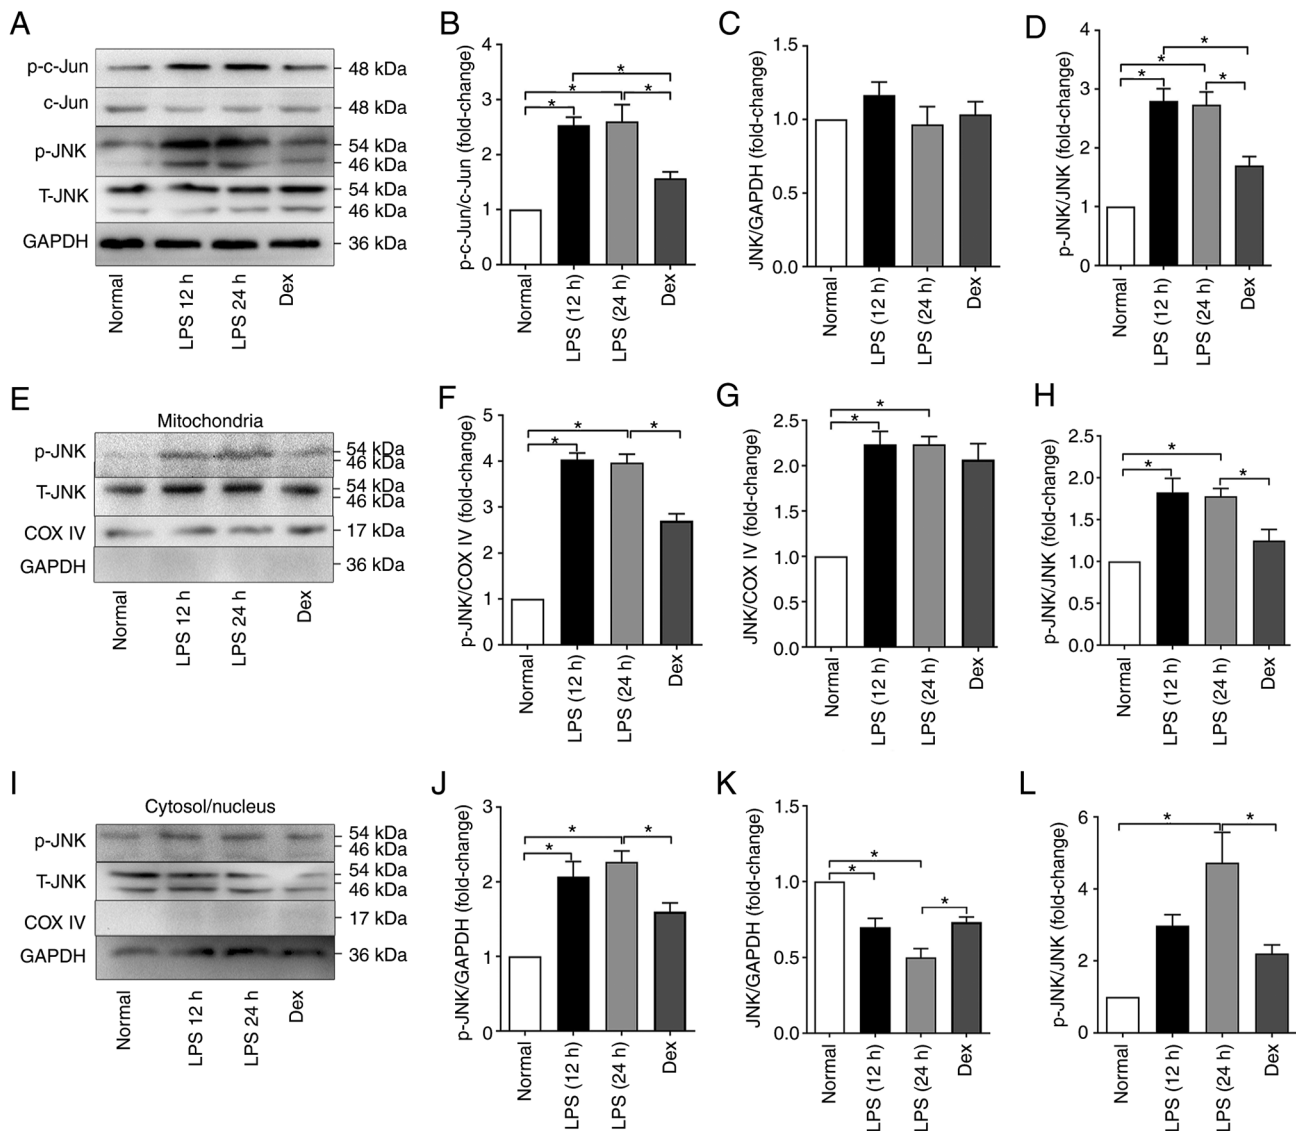 A
p-c-Jun
48 kDa
c-Jun
48 kDa
p-JNK
54 kDa
46 kDa
T-JNK
54 kDa
46 kDa
GAPDH
36 kDa
Normal
LPS 12 h
LPS 24 h
Dex
B
p-c-Jun/c-Jun (fold-change)
4
3
2
1
0
*
*
*
*
Normal
LPS (12 h)
LPS (24 h)
Dex
C
JNK/GAPDH (fold-change)
1.5
1.0
0.5
0.0
Normal
LPS (12 h)
LPS (24 h)
Dex
D
p-JNK/JNK (fold-change)
4
3
2
1
0
*
*
*
*
Normal
LPS (12 h)
LPS (24 h)
Dex
E
Mitochondria
p-JNK
54 kDa
46 kDa
T-JNK
54 kDa
46 kDa
COX IV
17 kDa
GAPDH
36 kDa
Normal
LPS 12 h
LPS 24 h
Dex
F
p-JNK/COX IV (fold-change)
5
4
3
2
1
0
*
*
*
Normal
LPS (12 h)
LPS (24 h)
Dex
G
JNK/COX IV (fold-change)
2.5
2.0
1.5
1.0
0.5
0.0
*
*
Normal
LPS (12 h)
LPS (24 h)
Dex
H
p-JNK/JNK (fold-change)
2.5
2.0
1.5
1.0
0.5
0.0
*
*
*
Normal
LPS (12 h)
LPS (24 h)
Dex
I
Cytosol/nucleus
p-JNK
54 kDa
46 kDa
T-JNK
54 kDa
46 kDa
COX IV
17 kDa
GAPDH
36 kDa
Normal
LPS 12 h
LPS 24 h
Dex
J
p-JNK/GAPDH (fold-change)
3
2
1
0
*
*
*
Normal
LPS (12 h)
LPS (24 h)
Dex
K
JNK/GAPDH (fold-change)
1.5
1.0
0.5
0.0
*
*
*
Normal
LPS (12 h)
LPS (24 h)
Dex
L
p-JNK/JNK (fold-change)
6
4
2
0
*
*
Normal
LPS (12 h)
LPS (24 h)
Dex